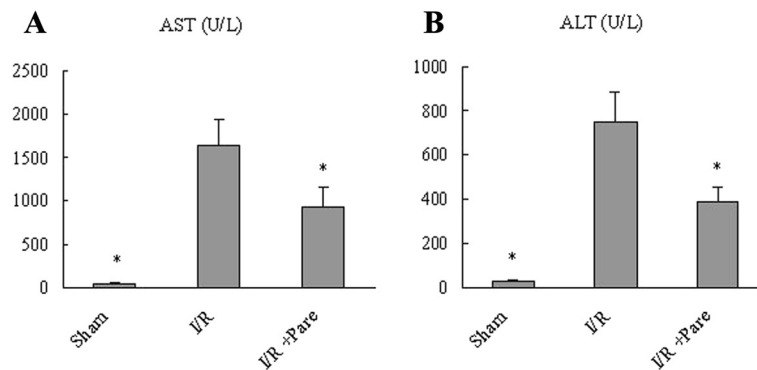 A
AST (U/L)
2500
2000
1500
1000
500
0
*
*
Sham
I/R
I/R +Pare
B
ALT (U/L)
1000
800
600
400
200
0
*
*
Sham
I/R
I/R +Pare